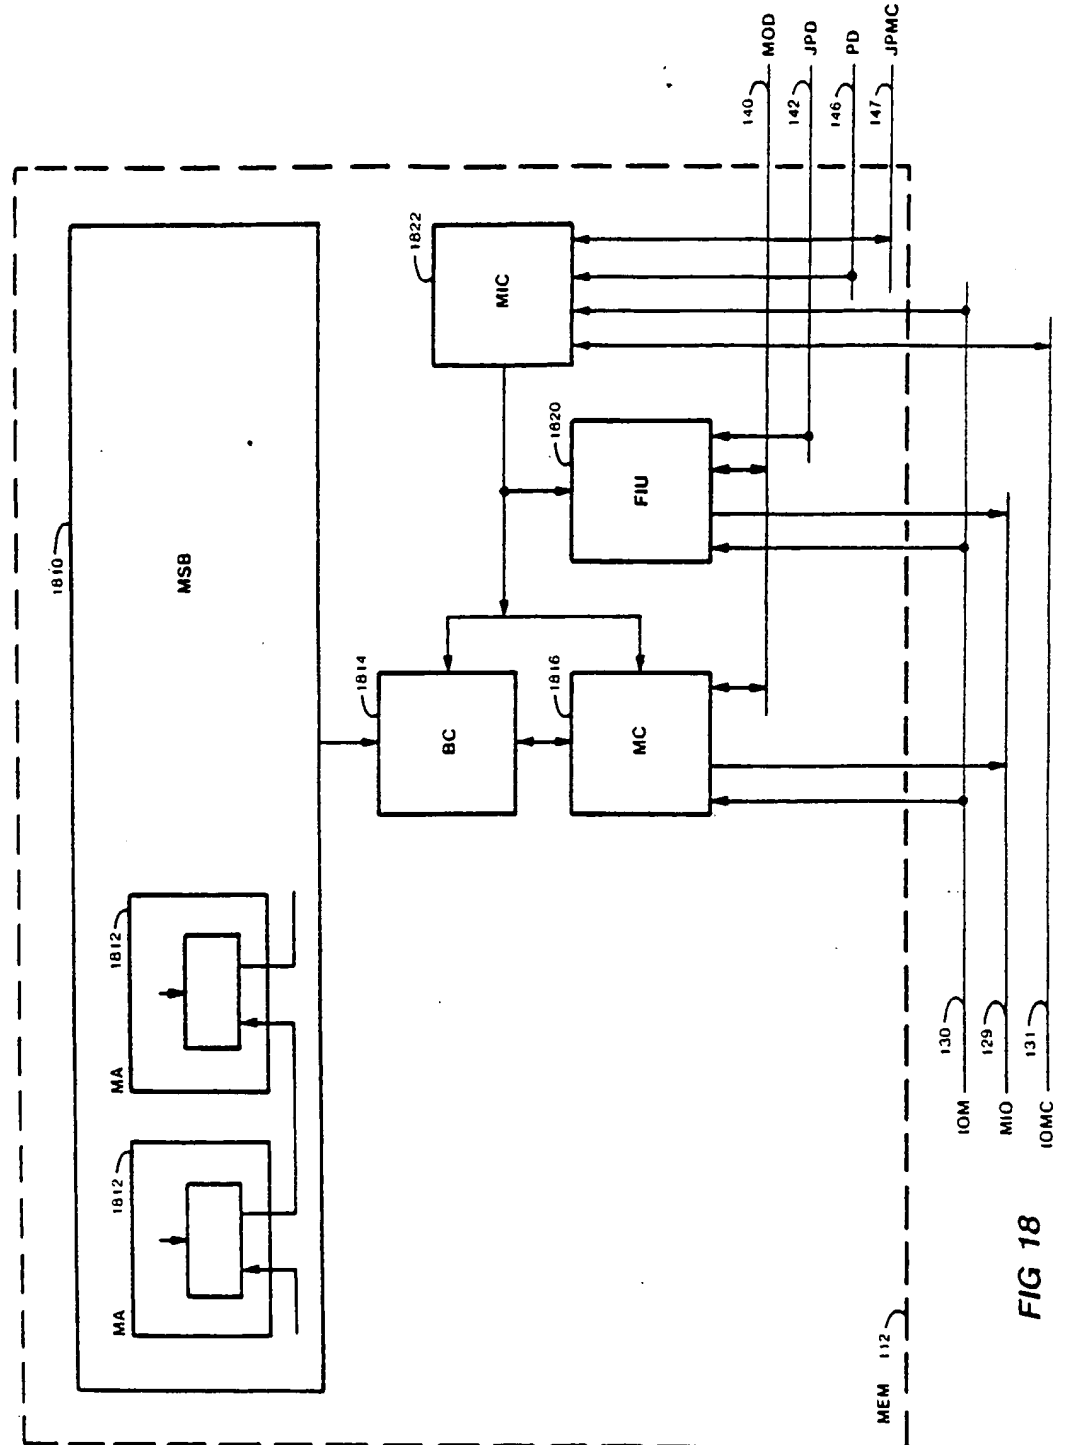 MEM 112
MA
1812
MA
1812
1810
MSB
1814
BC
1816
MC
1820
FIU
1822
MIC
140 MOD
142 JPD
146 PD
147 JPMC
IOM 130
MIO 129
IOMC 131
FIG 18